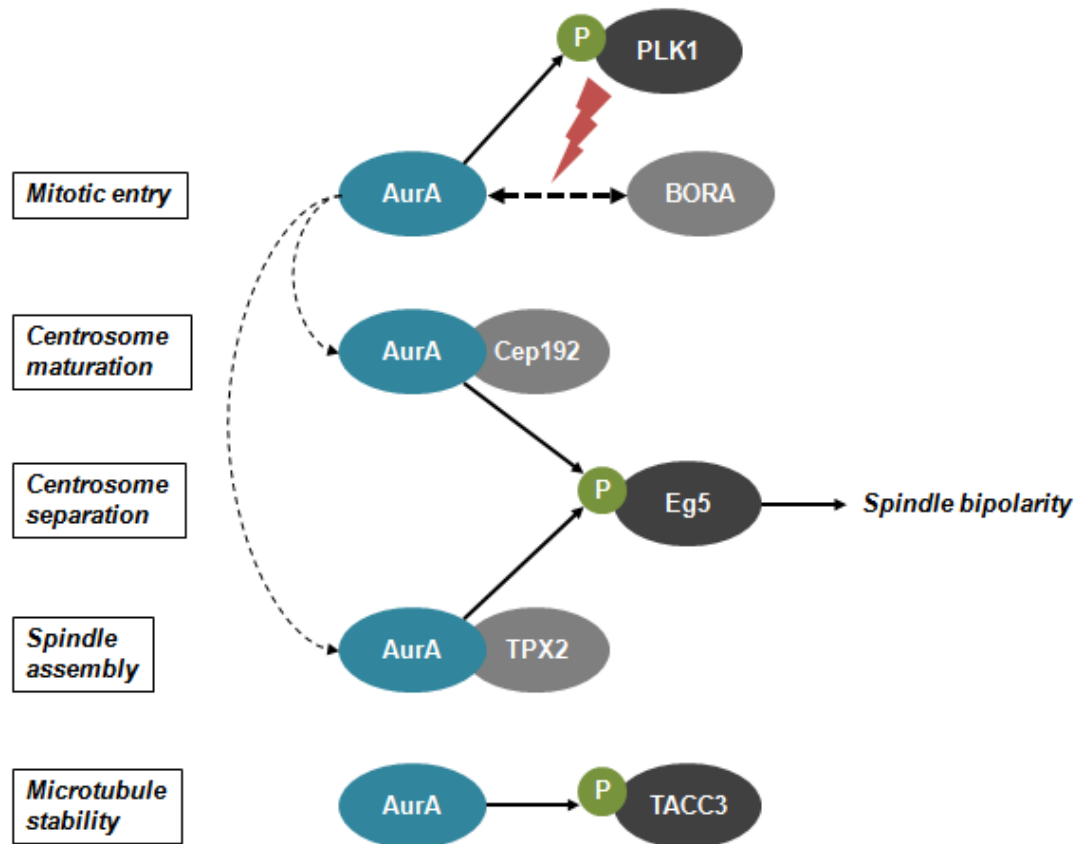 P
PLK1
Mitotic entry
AurA
BORA
Centrosome
maturation
AurA
Cep192
Centrosome
separation
P
Eg5
Spindle bipolarity
Spindle
assembly
AurA
TPX2
Microtubule
stability
AurA
P
TACC3